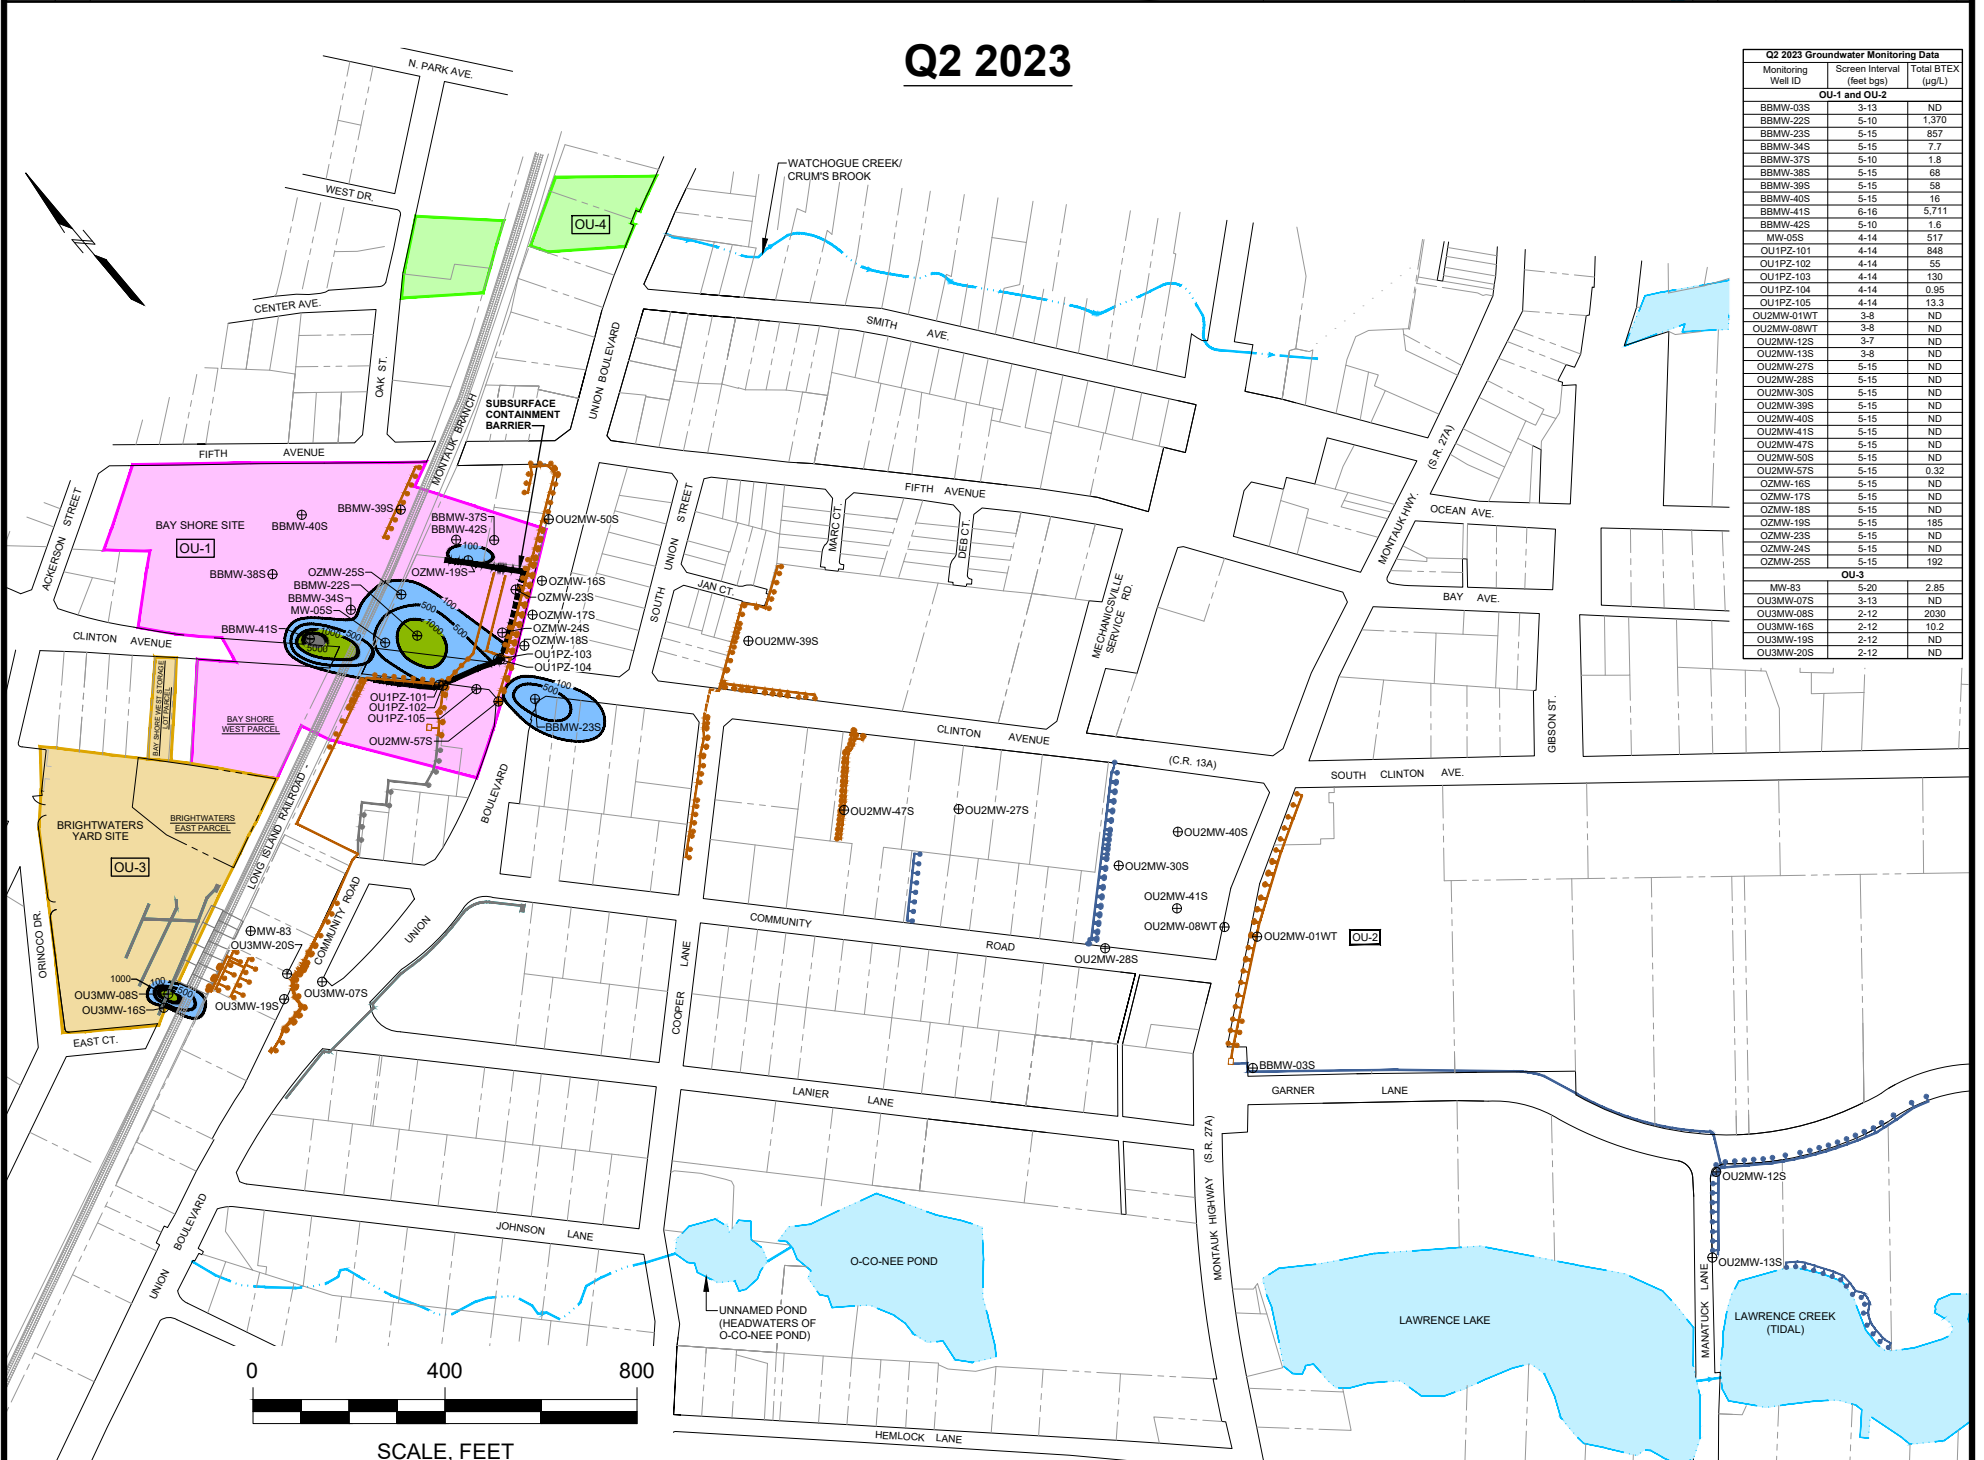 Q2 2023
Q2 2023 Groundwater Monitoring Data
Monitoring Well ID Screen Interval (feet bgs) Total BTEX (µg/L)
OU-1 and OU-2
BBMW-03S 3-13 ND
BBMW-22S 5-10 1,370
BBMW-23S 5-15 857
BBMW-34S 5-15 7.7
BBMW-37S 5-10 1.8
BBMW-38S 5-15 68
BBMW-39S 5-15 58
BBMW-40S 5-15 16
BBMW-41S 6-16 5,711
BBMW-42S 5-10 1.6
MW-05S 4-14 517
OU1PZ-101 4-14 848
OU1PZ-102 4-14 55
OU1PZ-103 4-14 130
OU1PZ-104 4-14 0.95
OU1PZ-105 4-14 13.3
OU2MW-01WT 3-8 ND
OU2MW-08WT 3-8 ND
OU2MW-12S 3-7 ND
OU2MW-13S 3-8 ND
OU2MW-27S 5-15 ND
OU2MW-28S 5-15 ND
OU2MW-30S 5-15 ND
OU2MW-39S 5-15 ND
OU2MW-40S 5-15 ND
OU2MW-41S 5-15 ND
OU2MW-47S 5-15 ND
OU2MW-50S 5-15 ND
OU2MW-57S 5-15 0.32
OZMW-16S 5-15 ND
OZMW-17S 5-15 ND
OZMW-18S 5-15 ND
OZMW-19S 5-15 185
OZMW-23S 5-15 ND
OZMW-24S 5-15 ND
OZMW-25S 5-15 192
OU-3
MW-83 5-20 2.85
OU3MW-07S 3-13 ND
OU3MW-08S 2-12 2030
OU3MW-16S 2-12 10.2
OU3MW-19S 2-12 ND
OU3MW-20S 2-12 ND
N. PARK AVE.
WATCHOGUE CREEK/
CRUM'S BROOK
WEST DR.
OU-4
N
CENTER AVE.
OAK ST.
UNION BOULEVARD
SMITH AVE.
MONTAUK BRANCH
SUBSURFACE
CONTAINMENT
BARRIER
FIFTH AVENUE
FIFTH AVENUE
(S.R. 27A)
MONTAUK HWY.
OCEAN AVE.
ACKERSON STREET
BAY SHORE SITE
OU-1
BBMW-40S
BBMW-39S
BBMW-37S
BBMW-42S
100
OZMW-19S
OU2MW-50S
SOUTH UNION STREET
MARC CT.
DEB CT.
JAN CT.
BBMW-38S
OZMW-25S
BBMW-22S
BBMW-34S
MW-05S
BBMW-41S
100
500
500
1000
1000
500
5000
OZMW-16S
OZMW-23S
OZMW-17S
OZMW-24S
OZMW-18S
OU1PZ-103
OU1PZ-104
OU2MW-39S
MECHANICSVILLE
SERVICE RD.
BAY AVE.
CLINTON AVENUE
BAY SHORE WEST STORAGE
LOT PARCEL
BAY SHORE
WEST PARCEL
OU1PZ-101
OU1PZ-102
OU1PZ-105
OU2MW-57S
100
500
BBMW-23S
CLINTON AVENUE
(C.R. 13A)
GIBSON ST.
SOUTH CLINTON AVE.
LONG ISLAND RAILROAD
BOULEVARD
BRIGHTWATERS
YARD SITE
BRIGHTWATERS
EAST PARCEL
OU-3
OU2MW-47S
OU2MW-27S
OU2MW-40S
OU2MW-30S
OU2MW-41S
OU2MW-08WT
OU2MW-01WT
OU-2
OU2MW-28S
COMMUNITY ROAD
COMMUNITY ROAD
UNION
COOPER LANE
ORINOCO DR.
MW-83
OU3MW-20S
OU3MW-07S
OU3MW-19S
1000
100
500
OU3MW-08S
OU3MW-16S
EAST CT.
BBMW-03S
GARNER LANE
LANIER LANE
MONTAUK HIGHWAY (S.R. 27A)
OU2MW-12S
OU2MW-13S
MANATUCK LANE
UNION BOULEVARD
JOHNSON LANE
O-CO-NEE POND
UNNAMED POND
(HEADWATERS OF
O-CO-NEE POND)
LAWRENCE LAKE
LAWRENCE CREEK
(TIDAL)
HEMLOCK LANE
0 400 800
SCALE, FEET